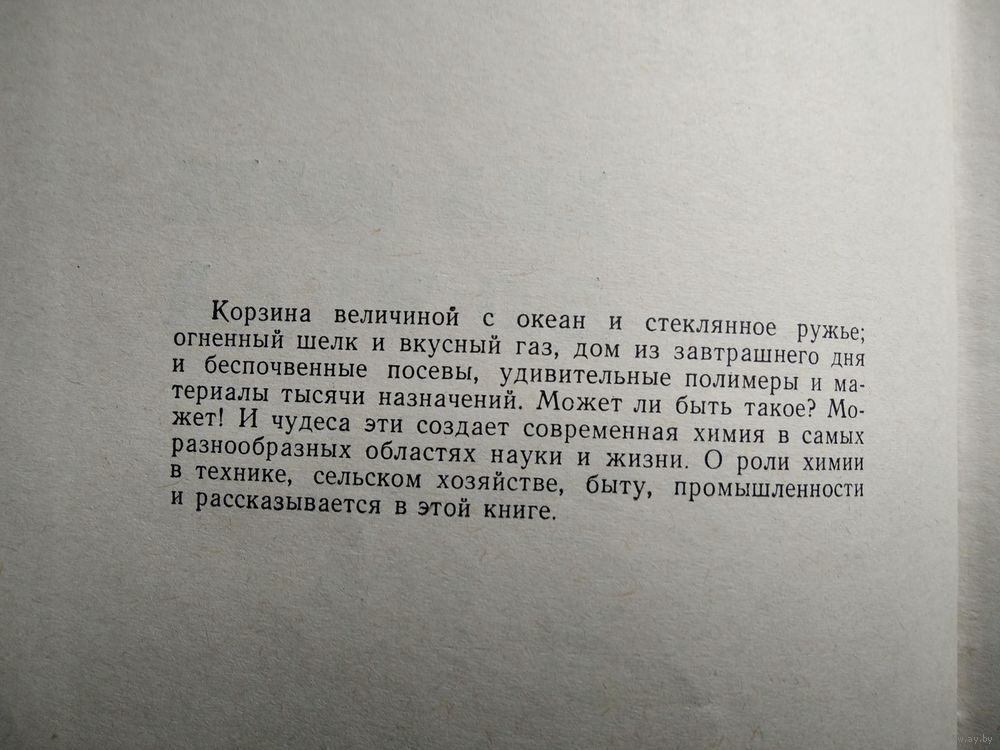 Корзина величиной с океан и стеклянное ружье;
огненный шелк и вкусный газ, дом из завтрашнего дня
и беспочвенные посевы, удивительные полимеры и ма-
териалы тысячи назначений. Может ли быть такое? Мо-
жет! И чудеса эти создает современная химия в самых
разнообразных областях науки и жизни. О роли химии
в технике, сельском хозяйстве, быту, промышленности
и рассказывается в этой книге.